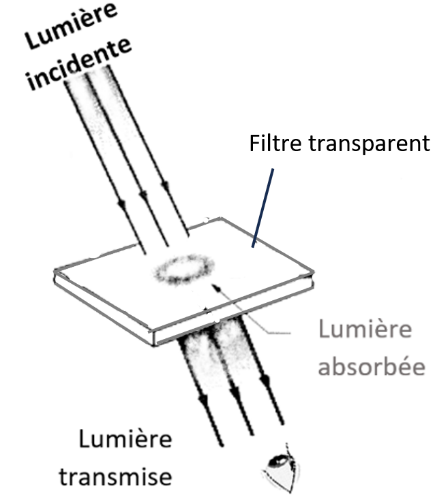 Lumière
incidente
Filtre transparent
Lumière
absorbée
Lumière
transmise